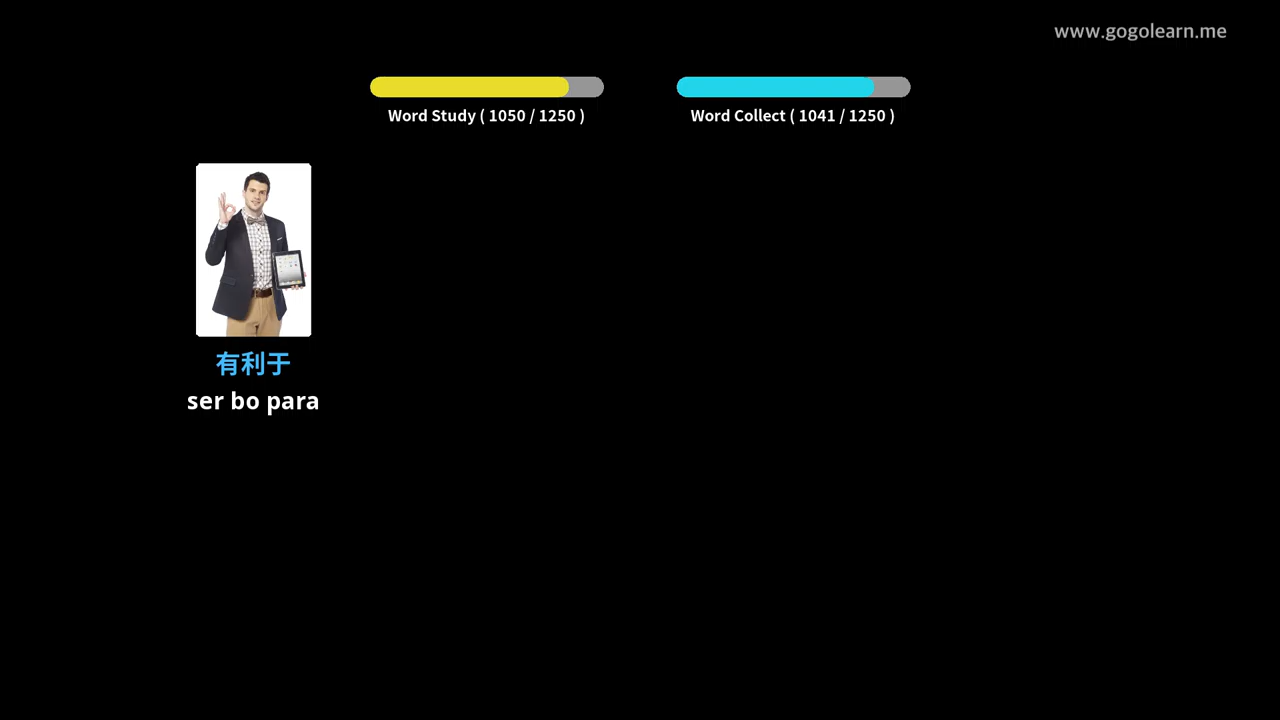 www.gogolearn.me
Word Study ( 1050 / 1250 )
Word Collect ( 1041 / 1250 )
有利于
ser bo para